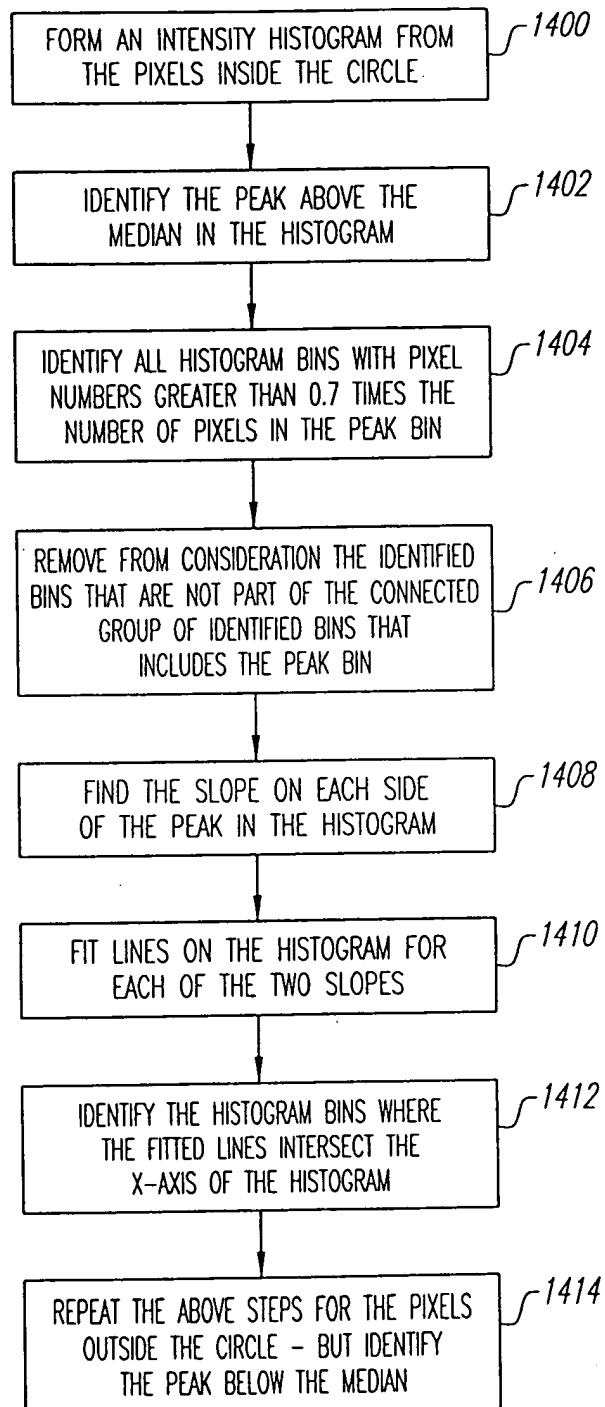 FORM AN INTENSITY HISTOGRAM FROM
THE PIXELS INSIDE THE CIRCLE
1400
IDENTIFY THE PEAK ABOVE THE
MEDIAN IN THE HISTOGRAM
1402
IDENTIFY ALL HISTOGRAM BINS WITH PIXEL
NUMBERS GREATER THAN 0.7 TIMES THE
NUMBER OF PIXELS IN THE PEAK BIN
1404
REMOVE FROM CONSIDERATION THE IDENTIFIED
BINS THAT ARE NOT PART OF THE CONNECTED
GROUP OF IDENTIFIED BINS THAT
INCLUDES THE PEAK BIN
1406
FIND THE SLOPE ON EACH SIDE
OF THE PEAK IN THE HISTOGRAM
1408
FIT LINES ON THE HISTOGRAM FOR
EACH OF THE TWO SLOPES
1410
IDENTIFY THE HISTOGRAM BINS WHERE
THE FITTED LINES INTERSECT THE
X-AXIS OF THE HISTOGRAM
1412
REPEAT THE ABOVE STEPS FOR THE PIXELS
OUTSIDE THE CIRCLE - BUT IDENTIFY
THE PEAK BELOW THE MEDIAN
1414